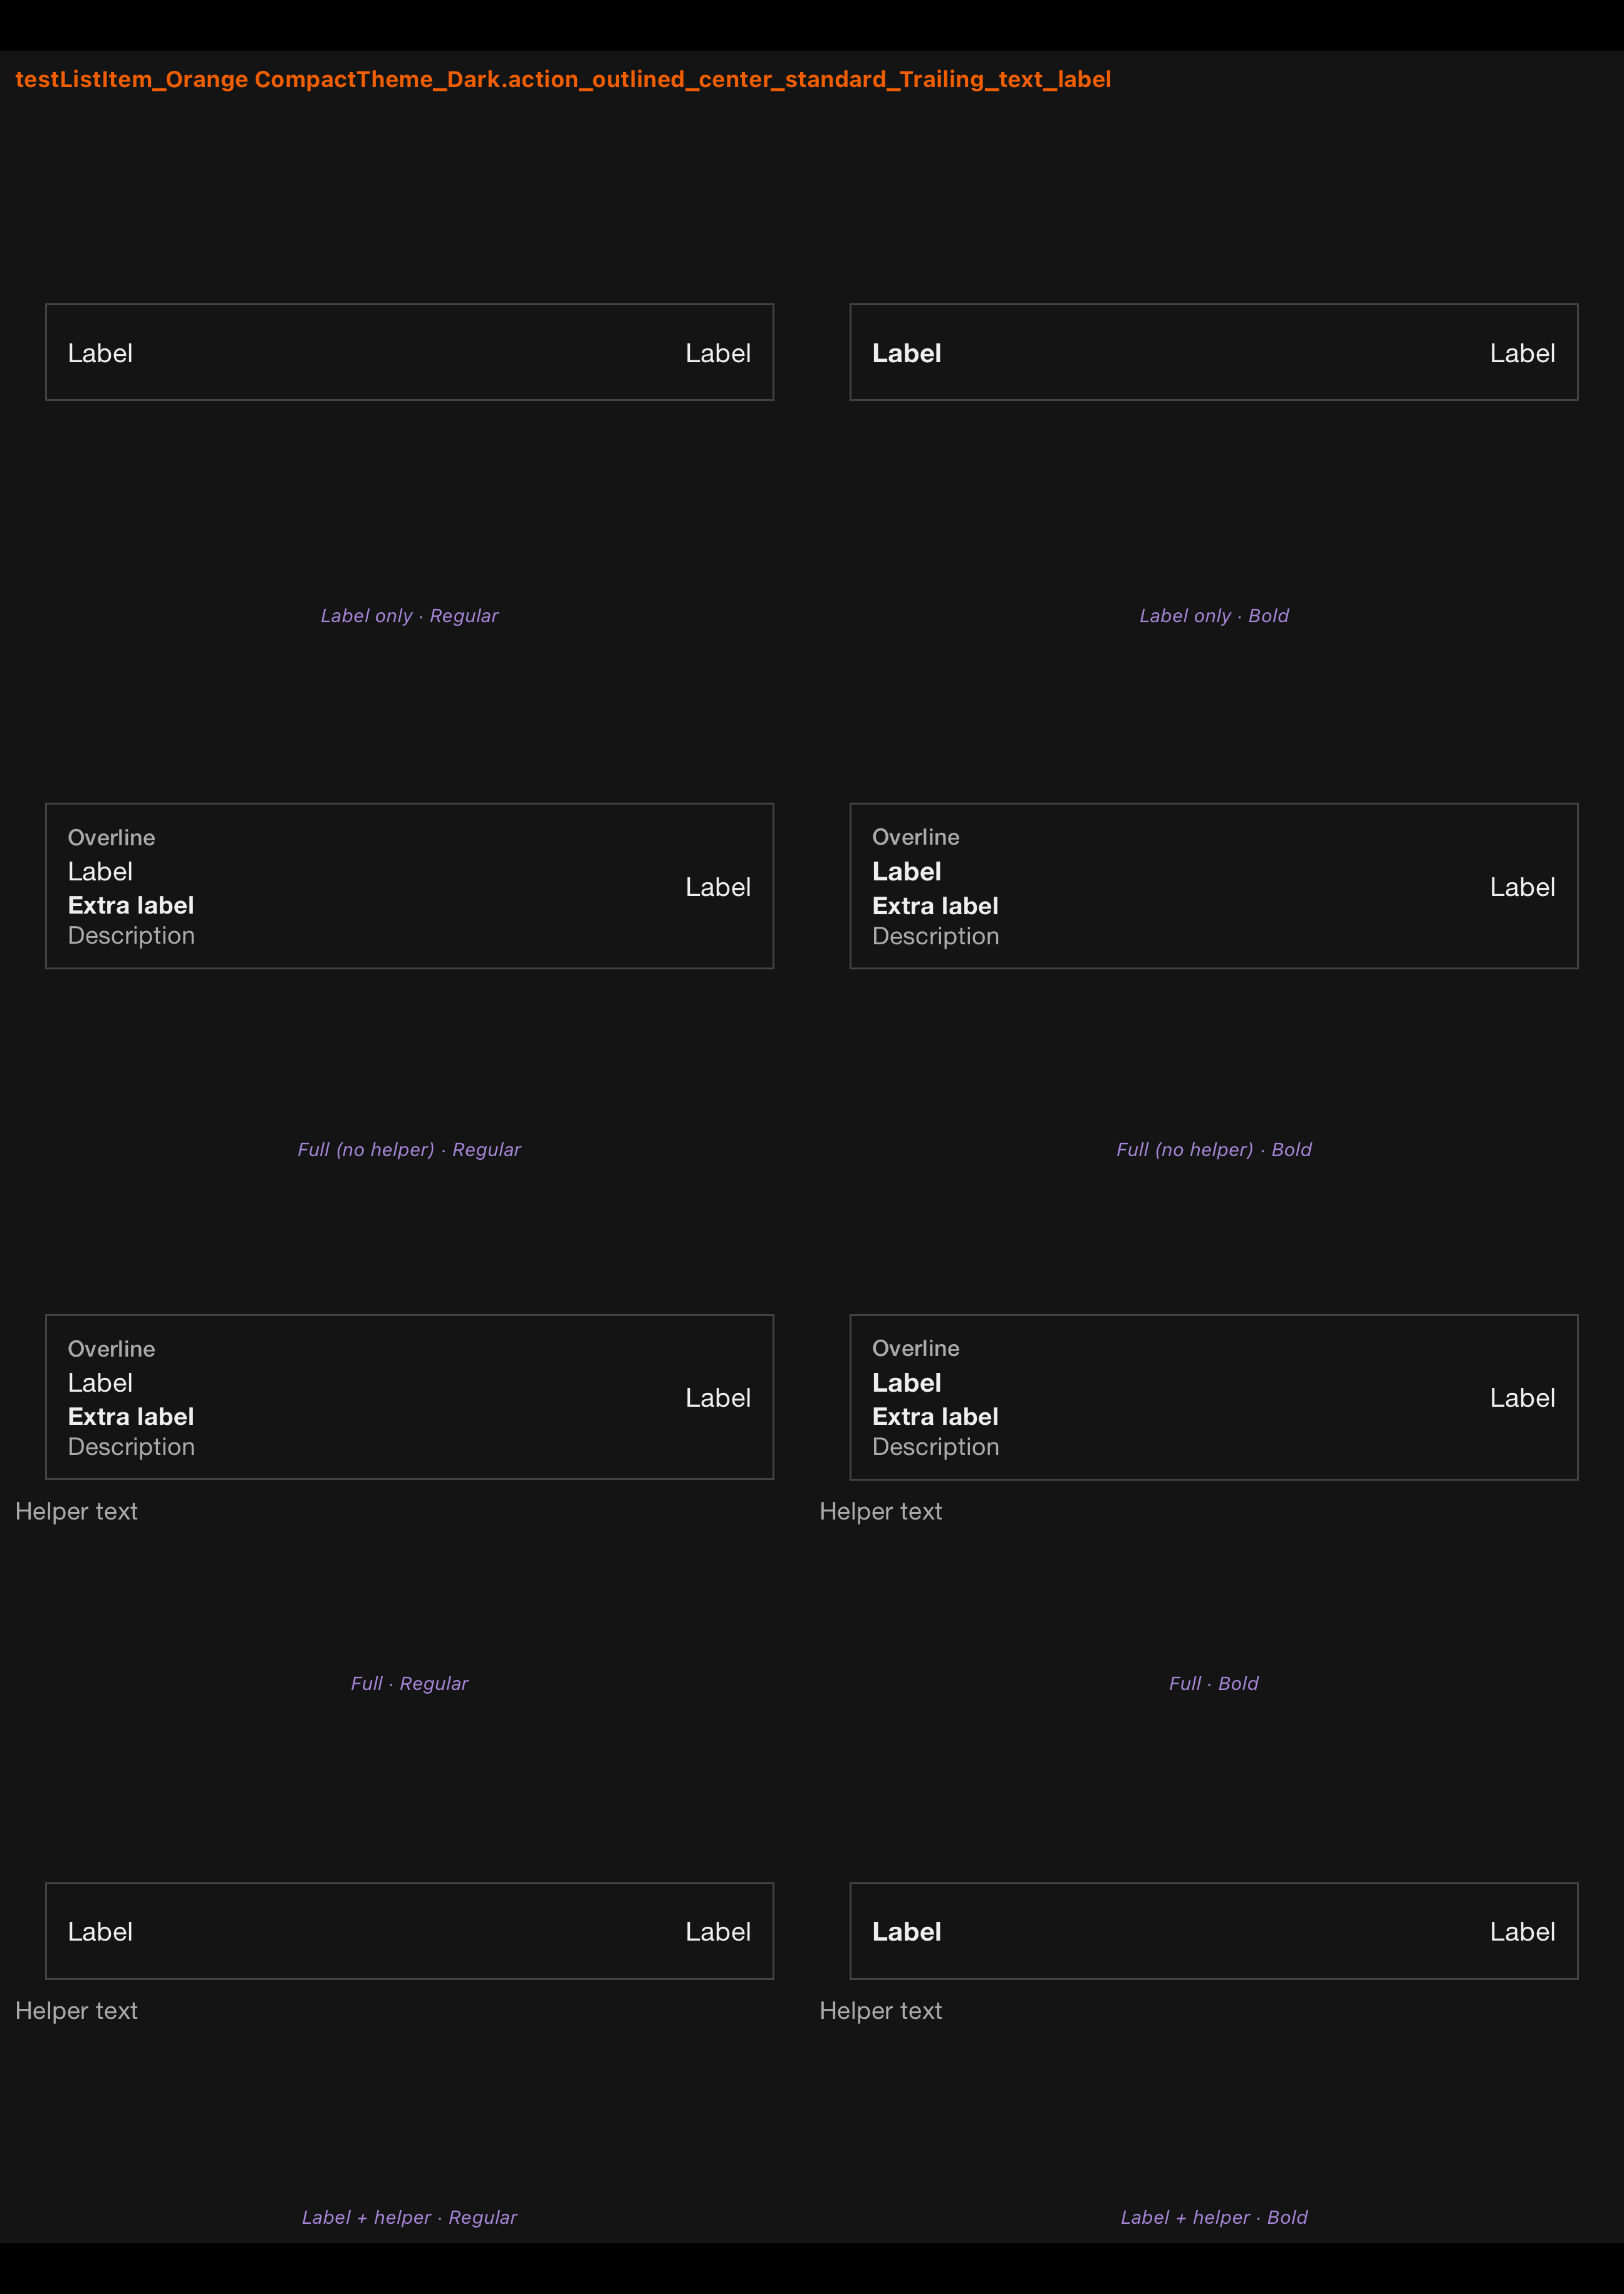 testListItem_Orange CompactTheme_Dark.action_outlined_center_standard_Trailing_text_label
Label Label
Label Label
Label only · Regular
Label only · Bold
Overline
Label
Extra label
Description
Label
Overline
Label
Extra label
Description
Label
Full (no helper) · Regular
Full (no helper) · Bold
Overline
Label
Extra label
Description
Label
Helper text
Overline
Label
Extra label
Description
Label
Helper text
Full · Regular
Full · Bold
Label Label
Helper text
Label Label
Helper text
Label + helper · Regular
Label + helper · Bold